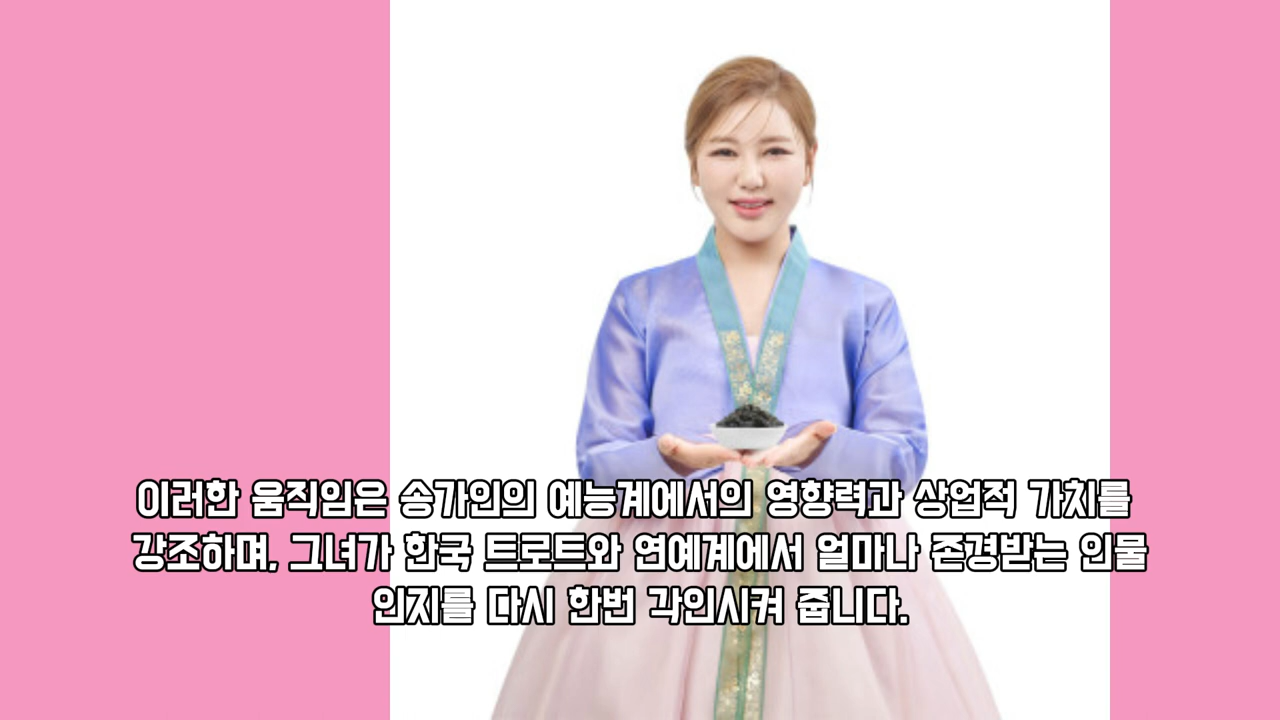 이러한 움직임은 송가인의 예능계에서의 영향력과 상업적 가치를
강조하며, 그녀가 한국 트로트와 연예계에서 얼마나 존경받는 인물
인지를 다시 한번 각인시켜 줍니다.